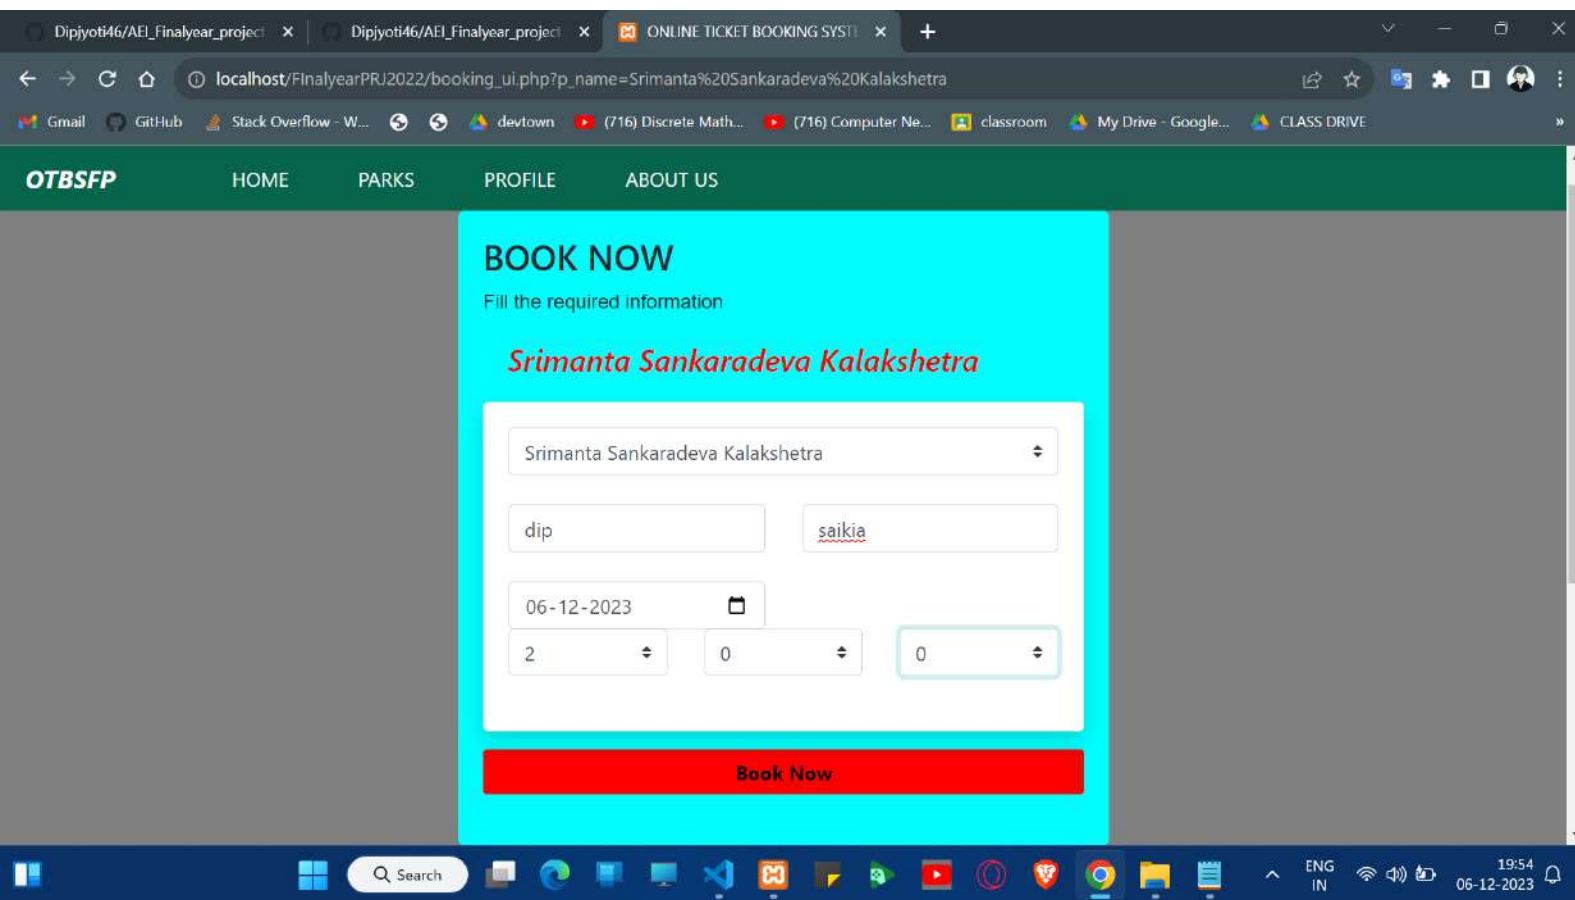 Dipjyoti46/AEI_Finalyear_project
Dipjyoti46/AEI_Finalyear_project
ONLINE TICKET BOOKING SYSTE
localhost/FInalyearPRJ2022/booking_ui.php?p_name=Srimanta%20Sankaradeva%20Kalakshetra
Gmail GitHub Stack Overflow - W... devtown (716) Discrete Math... (716) Computer Ne... classroom My Drive - Google... CLASS DRIVE »
OTBSFP HOME PARKS PROFILE ABOUT US
BOOK NOW
Fill the required information
Srimanta Sankaradeva Kalakshetra
Srimanta Sankaradeva Kalakshetra
dip saikia
06-12-2023
2 0 0
Book Now
Search
ENG
IN
19:54
06-12-2023